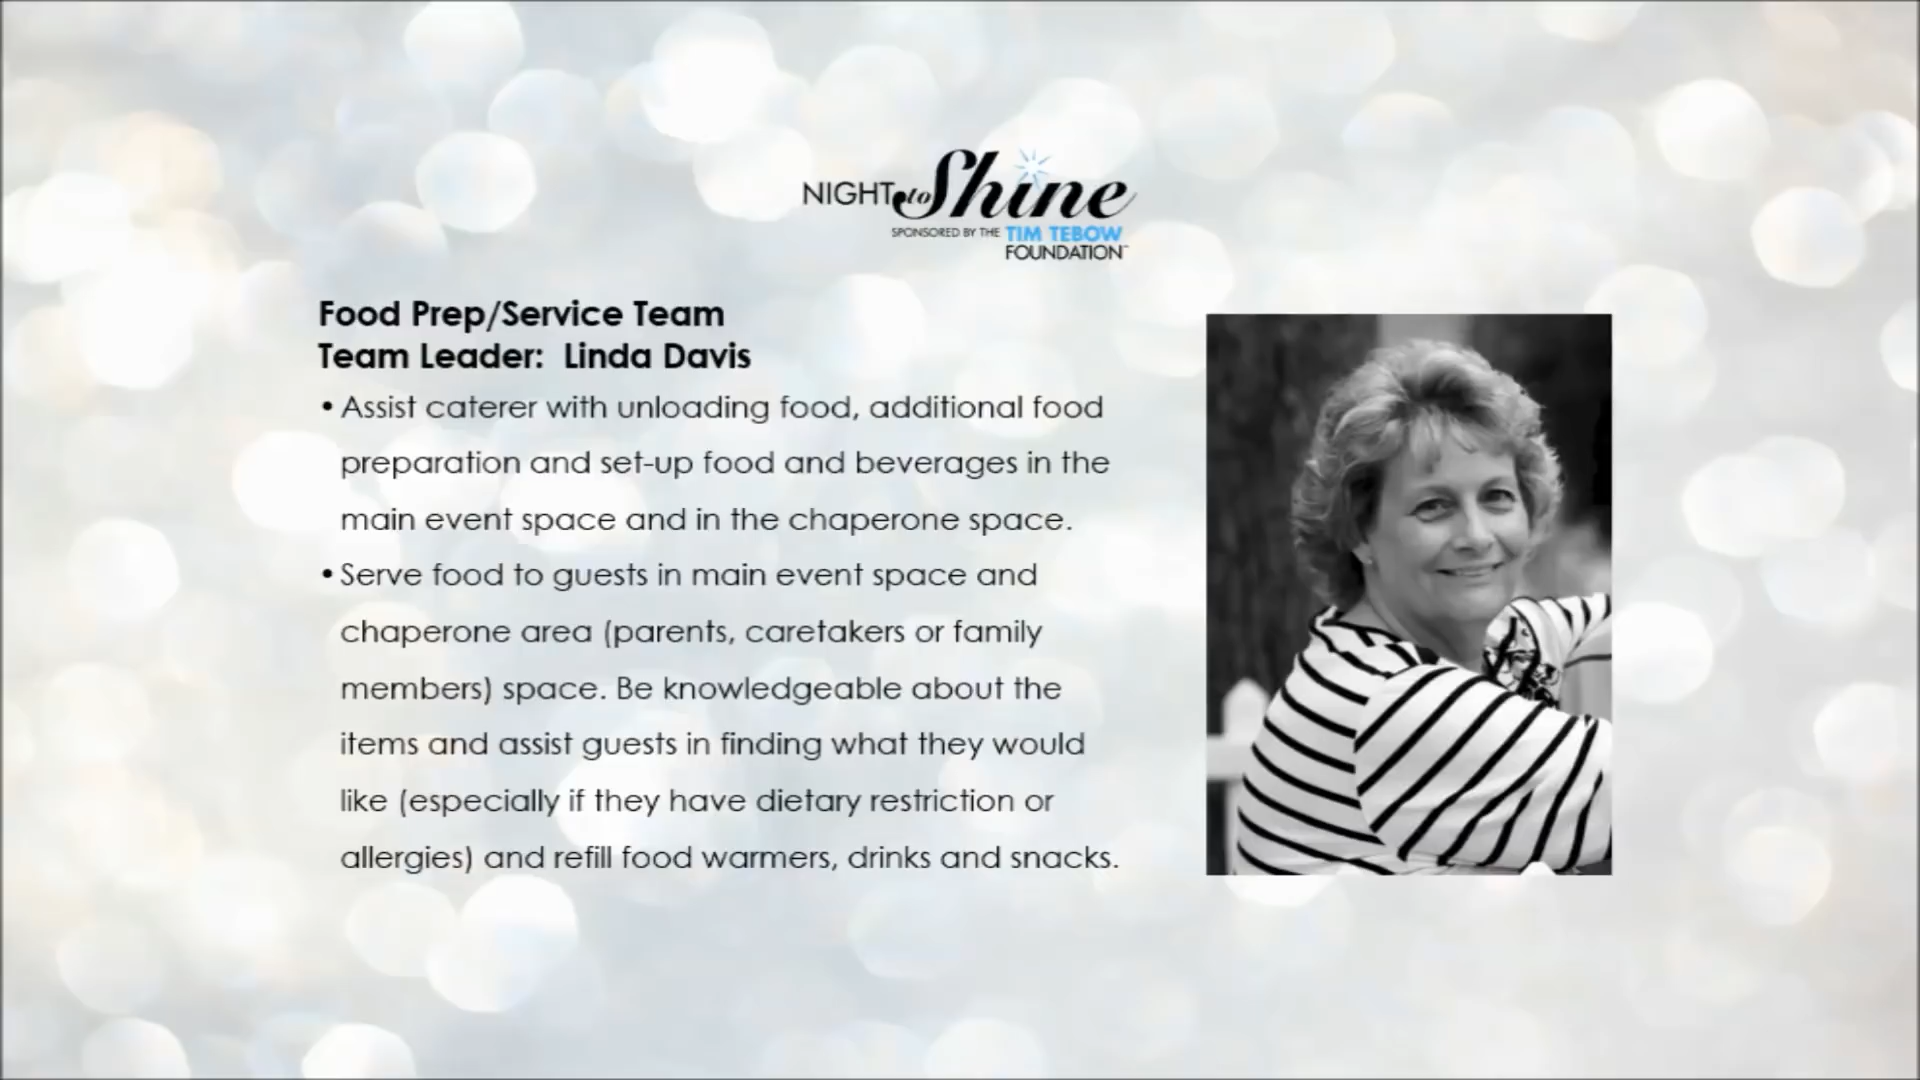 NIGHT to Shine
SPONSORED BY THE TIM TEBOW
FOUNDATION™
Food Prep/Service Team
Team Leader:  Linda Davis
• Assist caterer with unloading food, additional food
preparation and set-up food and beverages in the
main event space and in the chaperone space.
• Serve food to guests in main event space and
chaperone area (parents, caretakers or family
members) space. Be knowledgeable about the
items and assist guests in finding what they would
like (especially if they have dietary restriction or
allergies) and refill food warmers, drinks and snacks.